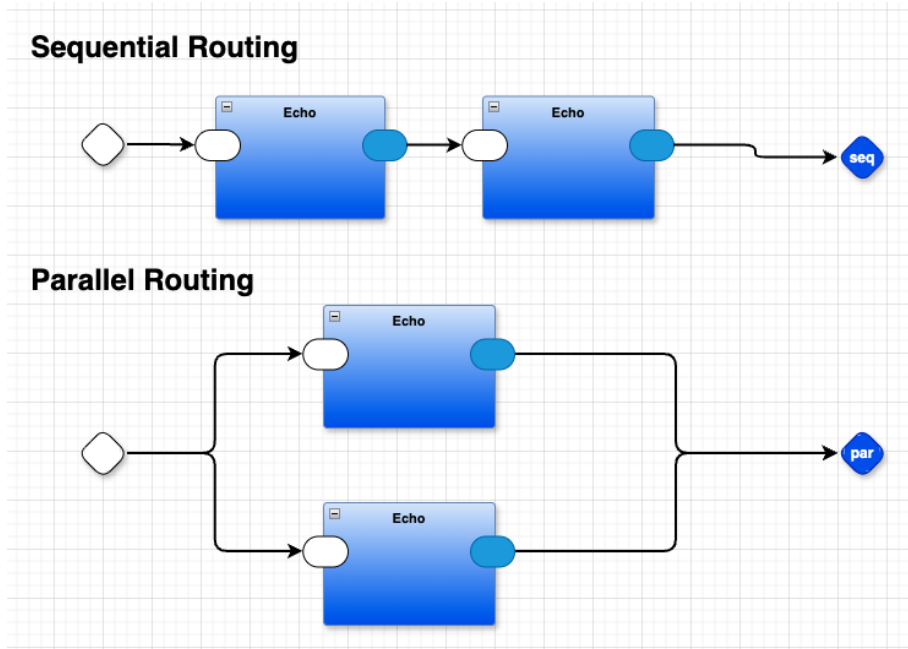 Sequential Routing
Echo
Echo
seq
Parallel Routing
Echo
par
Echo